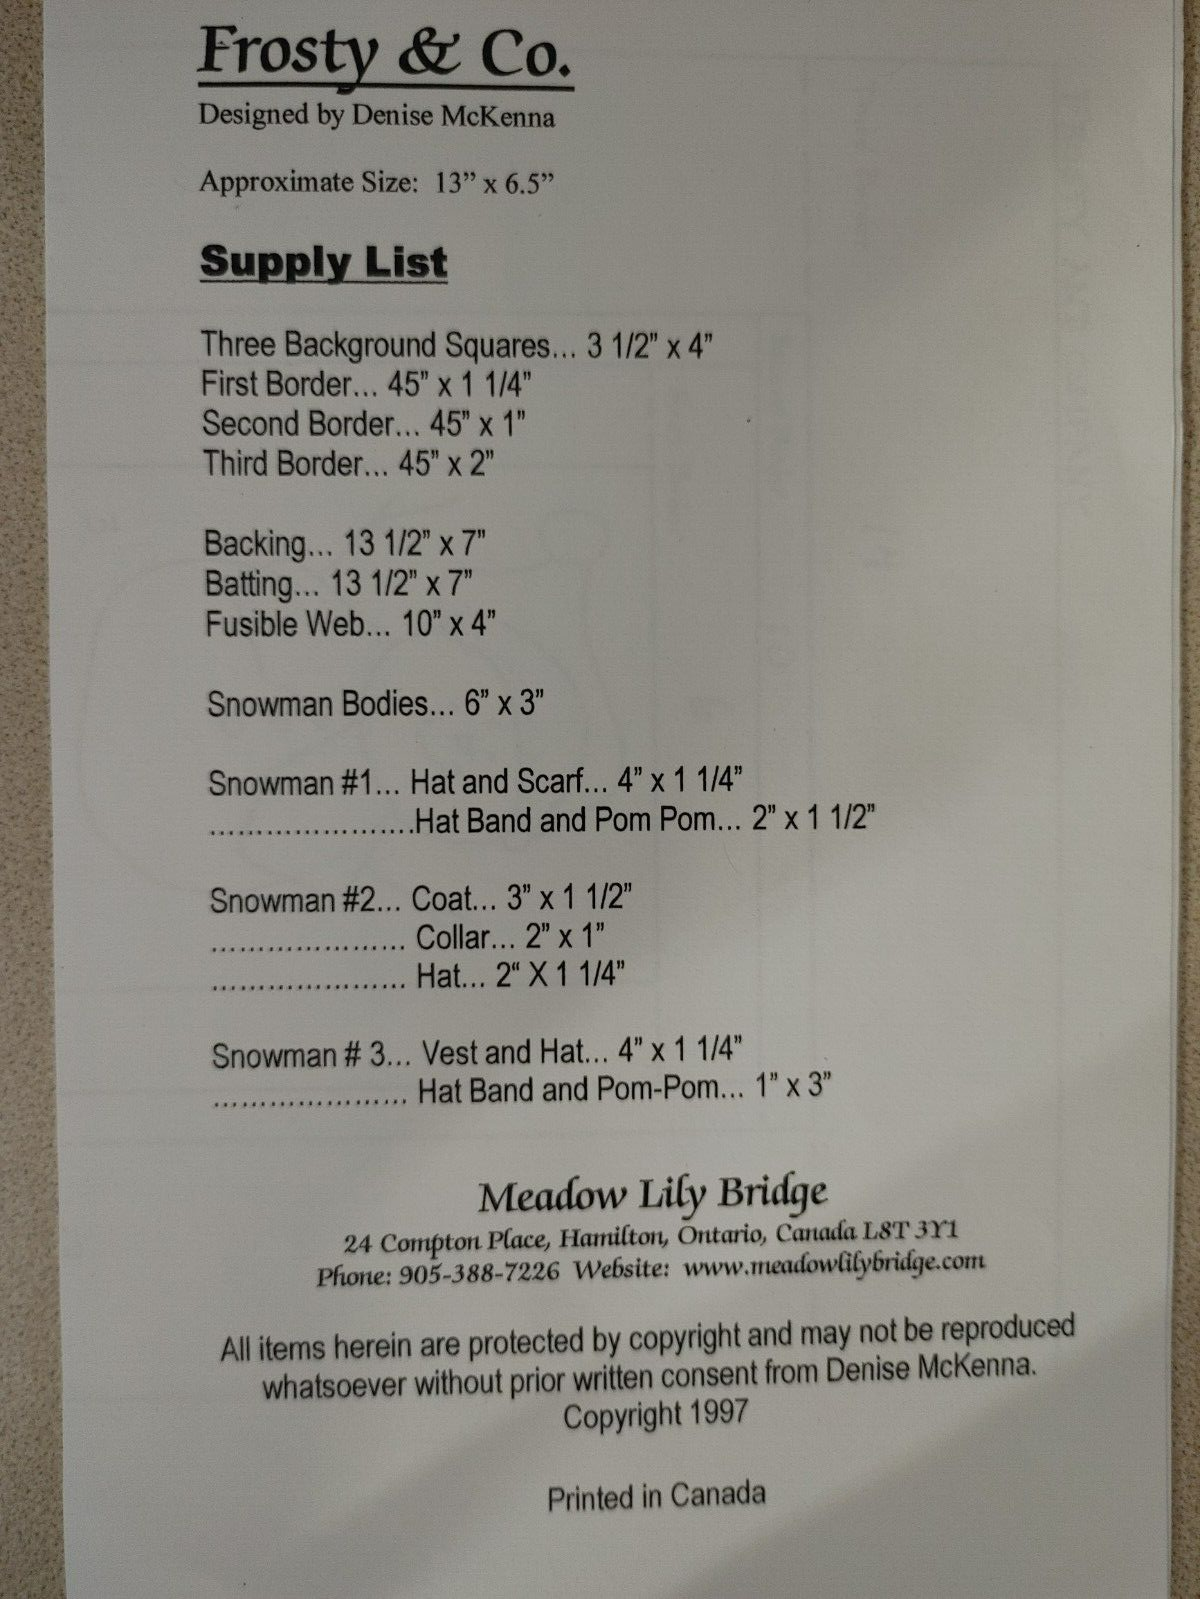 Frosty & Co.
Designed by Denise McKenna
Approximate Size: 13” x 6.5”
Supply List
Three Background Squares... 3 1/2” x 4”
First Border... 45” x 1 1/4”
Second Border... 45” x 1”
Third Border... 45” x 2”
Backing... 13 1/2” x 7”
Batting... 13 1/2” x 7”
Fusible Web... 10” x 4”
Snowman Bodies... 6” x 3”
Snowman #1... Hat and Scarf... 4” x 1 1/4”
......................Hat Band and Pom Pom... 2” x 1 1/2”
Snowman #2... Coat... 3” x 1 1/2”
..................... Collar... 2” x 1”
..................... Hat... 2“ X 1 1/4”
Snowman # 3... Vest and Hat... 4” x 1 1/4”
..................... Hat Band and Pom-Pom... 1” x 3”
Meadow Lily Bridge
24 Compton Place, Hamilton, Ontario, Canada L8T 3Y1
Phone: 905-388-7226 Website: www.meadowlilybridge.com
All items herein are protected by copyright and may not be reproduced
whatsoever without prior written consent from Denise McKenna.
Copyright 1997
Printed in Canada